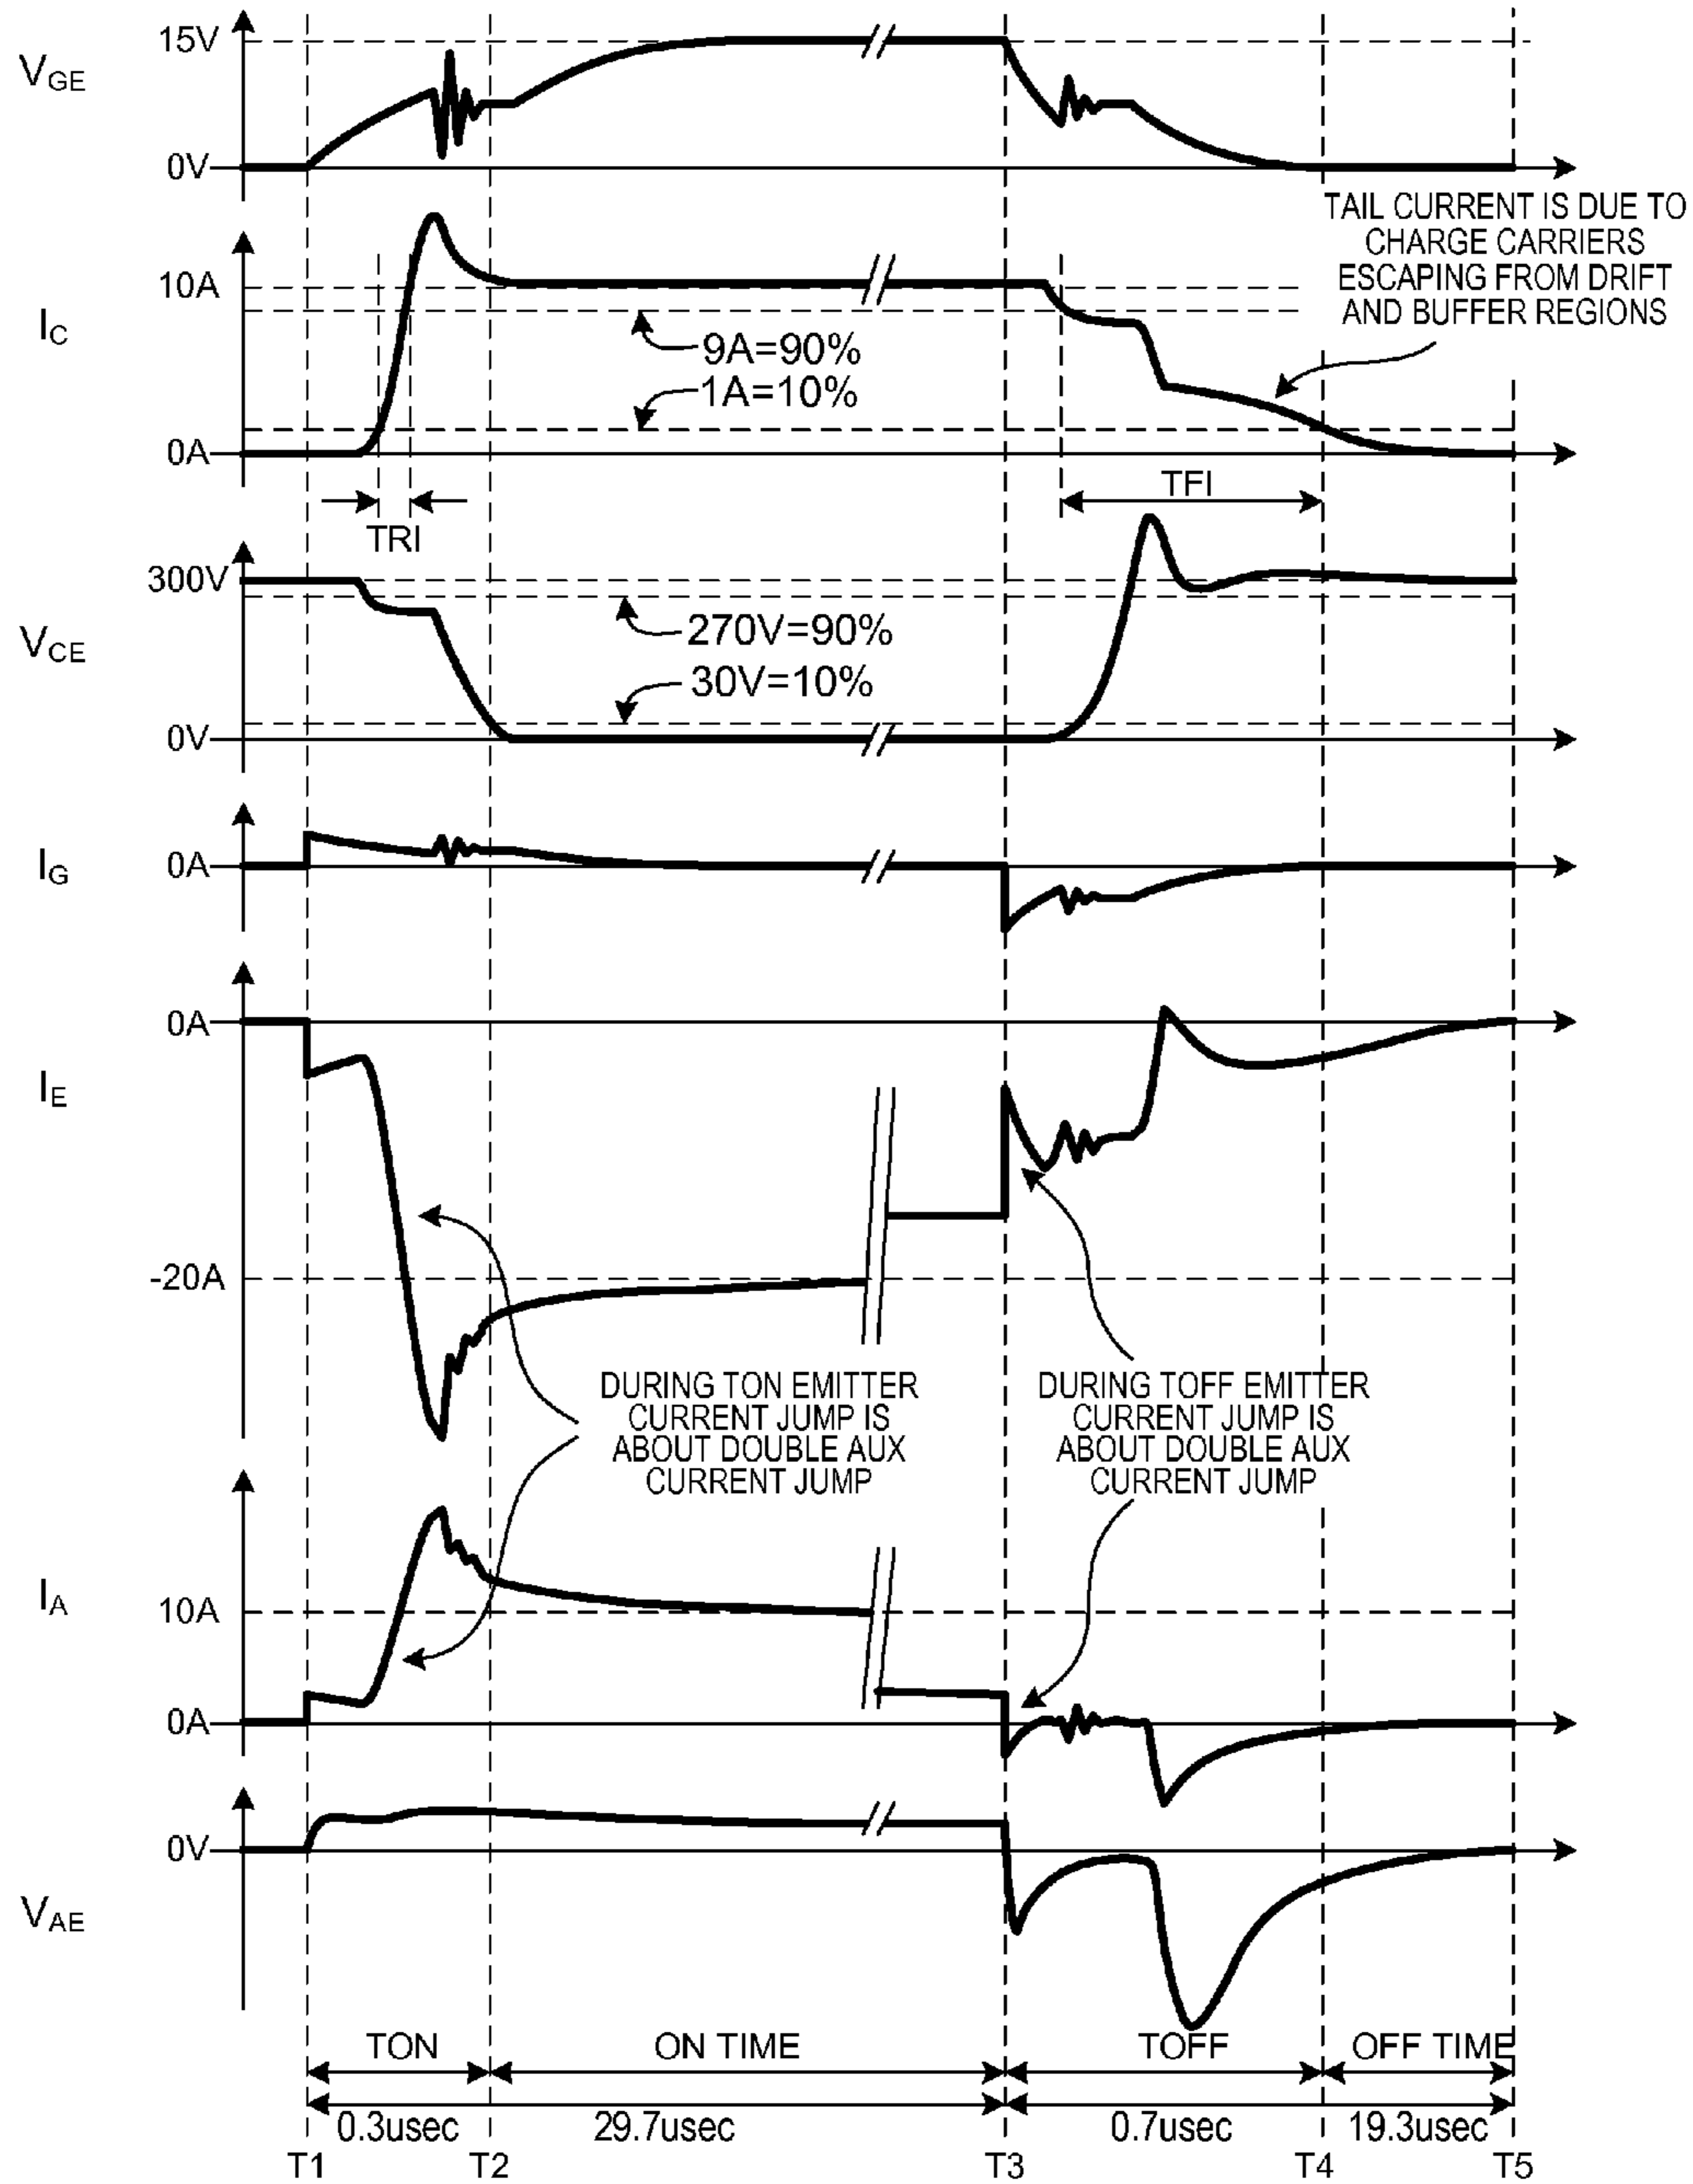 15V
VGE
0V
TAIL CURRENT IS DUE TO
CHARGE CARRIERS
ESCAPING FROM DRIFT
AND BUFFER REGIONS
10A
IC
9A=90%
1A=10%
0A
TRI
TFI
300V
VCE
270V=90%
30V=10%
0V
IG
0A
0A
IE
-20A
DURING TON EMITTER
CURRENT JUMP IS
ABOUT DOUBLE AUX
CURRENT JUMP
DURING TOFF EMITTER
CURRENT JUMP IS
ABOUT DOUBLE AUX
CURRENT JUMP
IA
10A
0A
0V
VAE
TON
ON TIME
TOFF
OFF TIME
0.3usec
29.7usec
0.7usec
19.3usec
T1
T2
T3
T4
T5